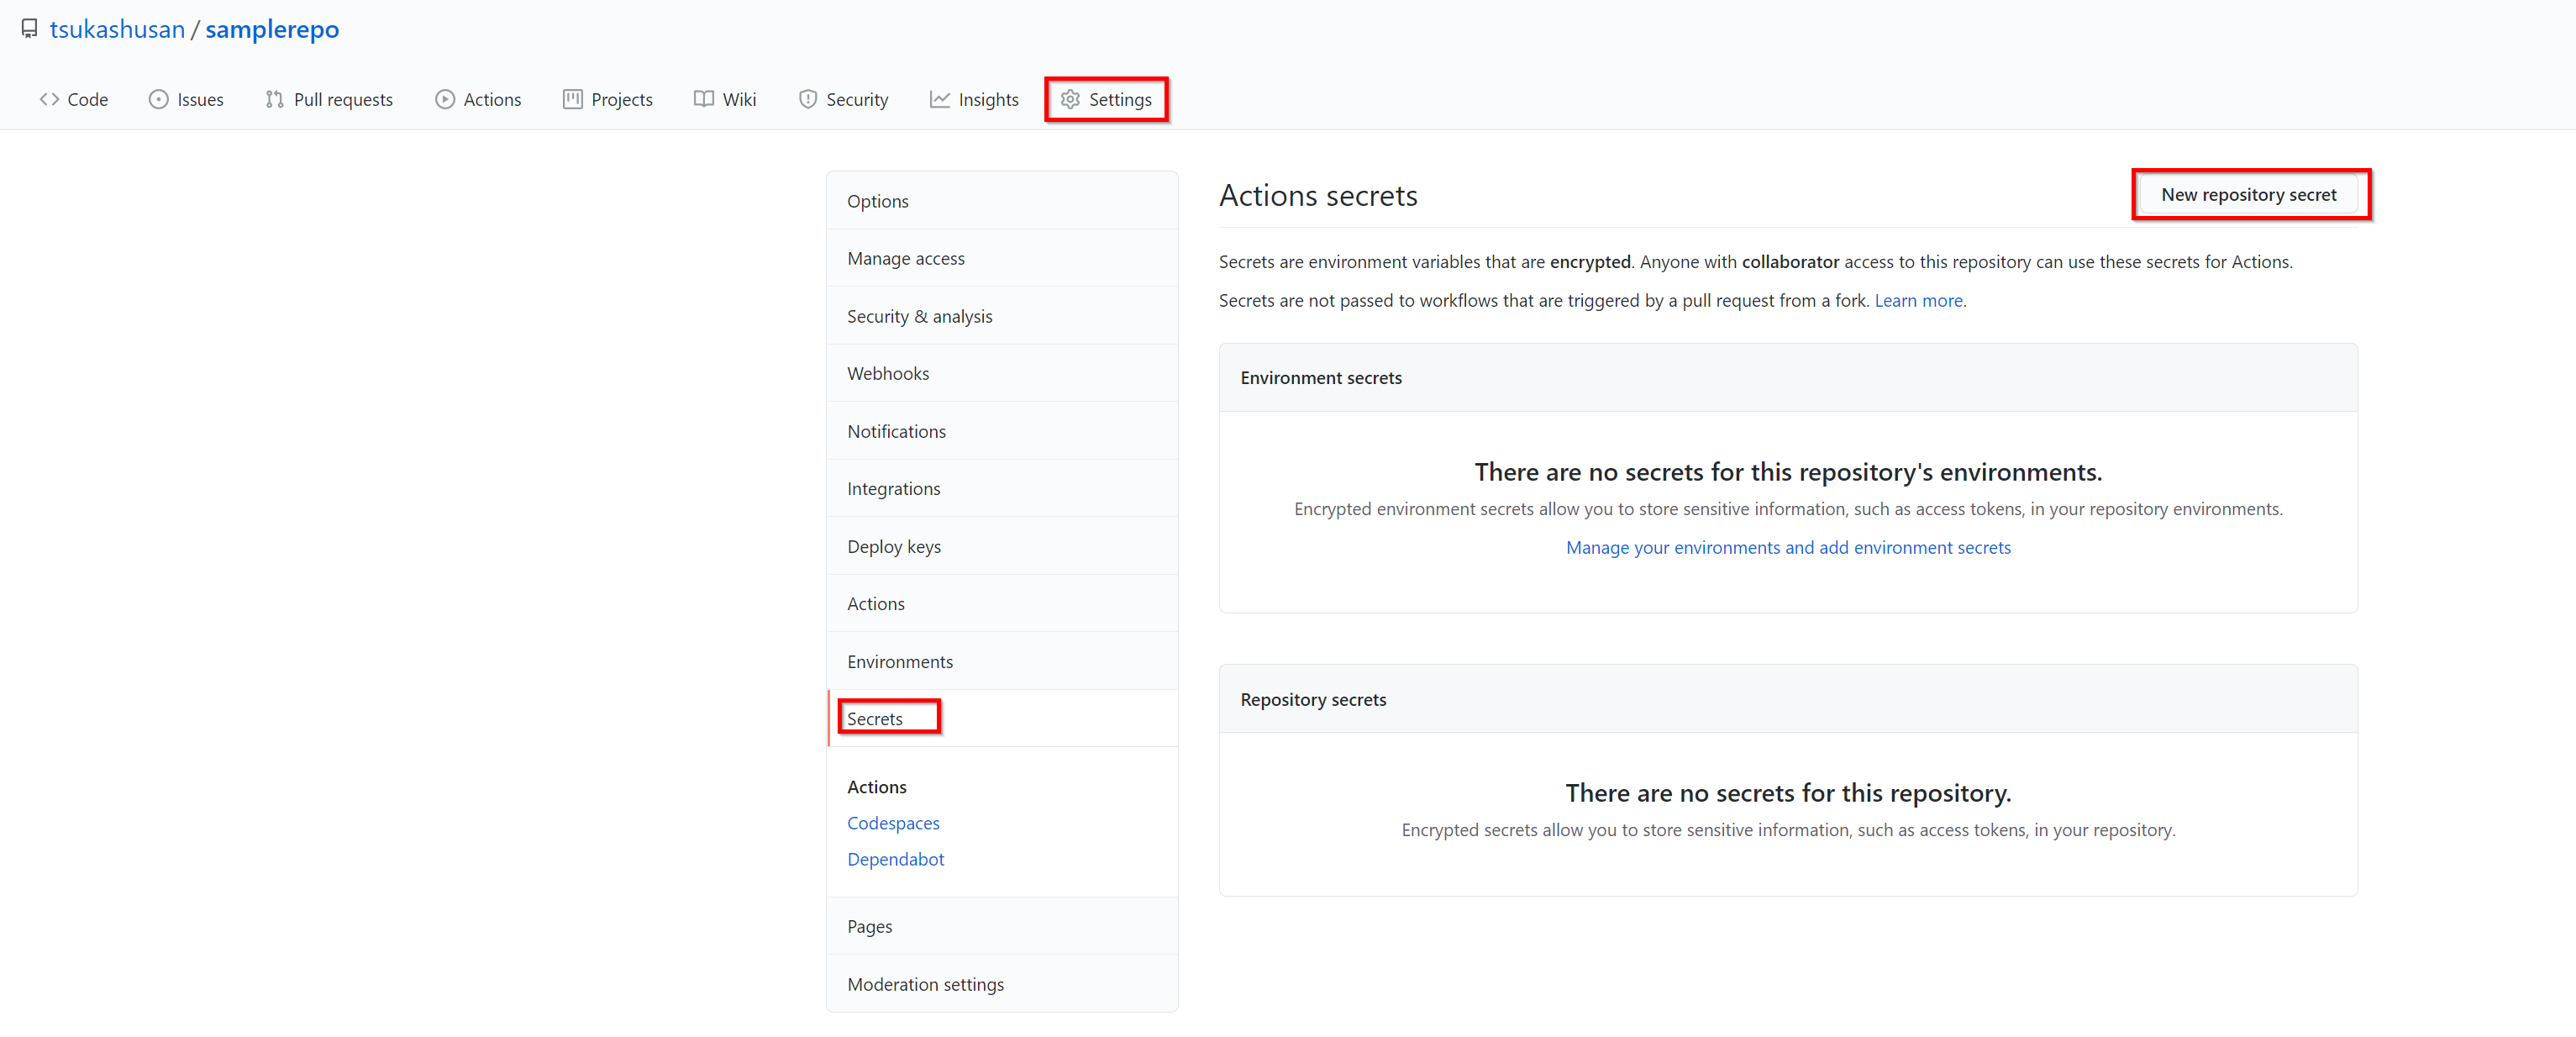 tsukashusan / samplerepo
Code Issues Pull requests Actions Projects Wiki Security Insights Settings
Options
Manage access
Security & analysis
Webhooks
Notifications
Integrations
Deploy keys
Actions
Environments
Secrets
Actions
Codespaces
Dependabot
Pages
Moderation settings
Actions secrets
New repository secret
Secrets are environment variables that are encrypted. Anyone with collaborator access to this repository can use these secrets for Actions.
Secrets are not passed to workflows that are triggered by a pull request from a fork. Learn more.
Environment secrets
There are no secrets for this repository's environments.
Encrypted environment secrets allow you to store sensitive information, such as access tokens, in your repository environments.
Manage your environments and add environment secrets
Repository secrets
There are no secrets for this repository.
Encrypted secrets allow you to store sensitive information, such as access tokens, in your repository.